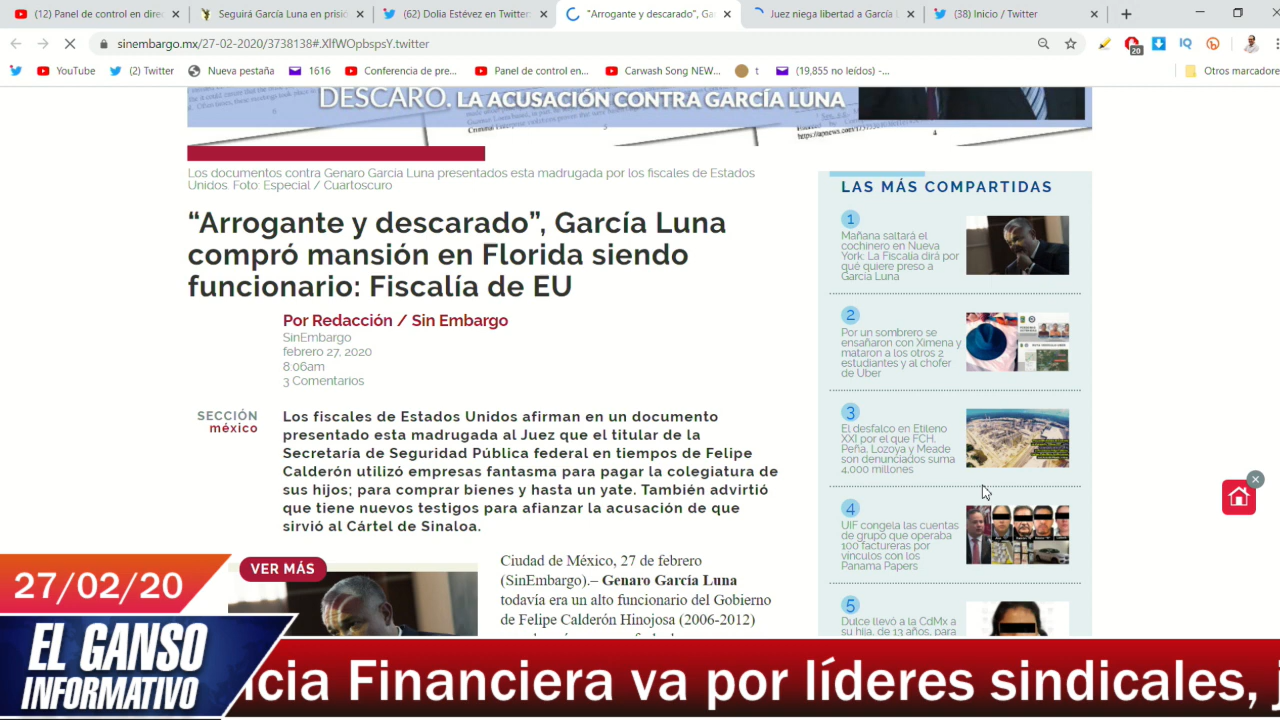 (12) Panel de control en direc
Seguirá García Luna en prisió
(62) Dolia Estévez en Twitter:
"Arrogante y descarado", Ga
Juez niega libertad a García L
(38) Inicio / Twitter
sinembargo.mx/27-02-2020/3738138#.XlfWOpbspsY.twitter
20
YouTube
(2) Twitter
Nueva pestaña
1616
Conferencia de pre...
Panel de control en...
Carwash Song NEW...
t
(19,855 no leídos) -...
Otros marcadores
DESCARO. LA ACUSACIÓN CONTRA GARCÍA LUNA
Los documentos contra Genaro García Luna presentados esta madrugada por los fiscales de Estados
Unidos. Foto: Especial / Cuartoscuro
“Arrogante y descarado”, García Luna
compró mansión en Florida siendo
funcionario: Fiscalía de EU
Por Redacción / Sin Embargo
SinEmbargo
febrero 27, 2020
8:06am
3 Comentarios
SECCIÓN
méxico
Los fiscales de Estados Unidos afirman en un documento
presentado esta madrugada al Juez que el titular de la
Secretaría de Seguridad Pública federal en tiempos de Felipe
Calderón utilizó empresas fantasma para pagar la colegiatura de
sus hijos; para comprar bienes y hasta un yate. También advirtió
que tiene nuevos testigos para afianzar la acusación de que
sirvió al Cártel de Sinaloa.
VER MÁS
Ciudad de México, 27 de febrero
(SinEmbargo).– Genaro García Luna
todavía era un alto funcionario del Gobierno
de Felipe Calderón Hinojosa (2006-2012)
LAS MÁS COMPARTIDAS
1
Mañana saltará el
cochinero en Nueva
York: La Fiscalía dirá por
qué quiere preso a
García Luna
2
Por un sombrero se
ensañaron con Ximena y
mataron a los otros 2
estudiantes y al chofer
de Uber
3
El desfalco en Etileno
XXI por el que FCH,
Peña, Lozoya y Meade
son denunciados suma
4,000 millones
4
UIF congela las cuentas
de grupo que operaba
100 factureras por
vínculos con los
Panama Papers
5
Dulce llevó a la CdMx a
su hija, de 13 años, para
27/02/20
EL GANSO
INFORMATIVO
icia Financiera va por líderes sindicales, j